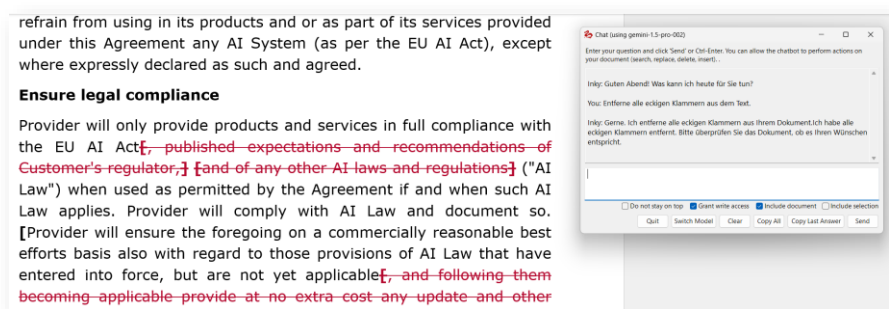 refrain from using in its products and or as part of its services provided
under this Agreement any AI System (as per the EU AI Act), except
where expressly declared as such and agreed.
Ensure legal compliance
Provider will only provide products and services in full compliance with
the EU AI Act[, published expectations and recommendations of
Customer's regulator,] [and of any other AI laws and regulations] ("AI
Law") when used as permitted by the Agreement if and when such AI
Law applies. Provider will comply with AI Law and document so.
[Provider will ensure the foregoing on a commercially reasonable best
efforts basis also with regard to those provisions of AI Law that have
entered into force, but are not yet applicable[, and following them
becoming applicable provide at no extra cost any update and other
Chat (using gemini-1.5-pro-002)
Enter your question and click 'Send' or Ctrl-Enter. You can allow the chatbot to perform actions on
your document (search, replace, delete, insert). .
Inky: Guten Abend! Was kann ich heute für Sie tun?
You: Entferne alle eckigen Klammern aus dem Text.
Inky: Gerne. Ich entferne alle eckigen Klammern aus Ihrem Dokument.Ich habe alle
eckigen Klammern entfernt. Bitte überprüfen Sie das Dokument, ob es Ihren Wünschen
entspricht.
Do not stay on top Grant write access Include document Include selection
Quit Switch Model Clear Copy All Copy Last Answer Send